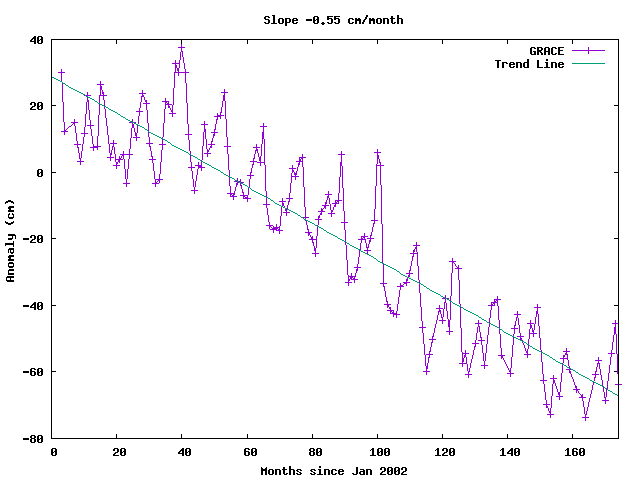 Slope -0.55 cm/month
GRACE
Trend Line
40
20
0
-20
-40
-60
-80
Anomaly (cm)
0 20 40 60 80 100 120 140 160
Months since Jan 2002